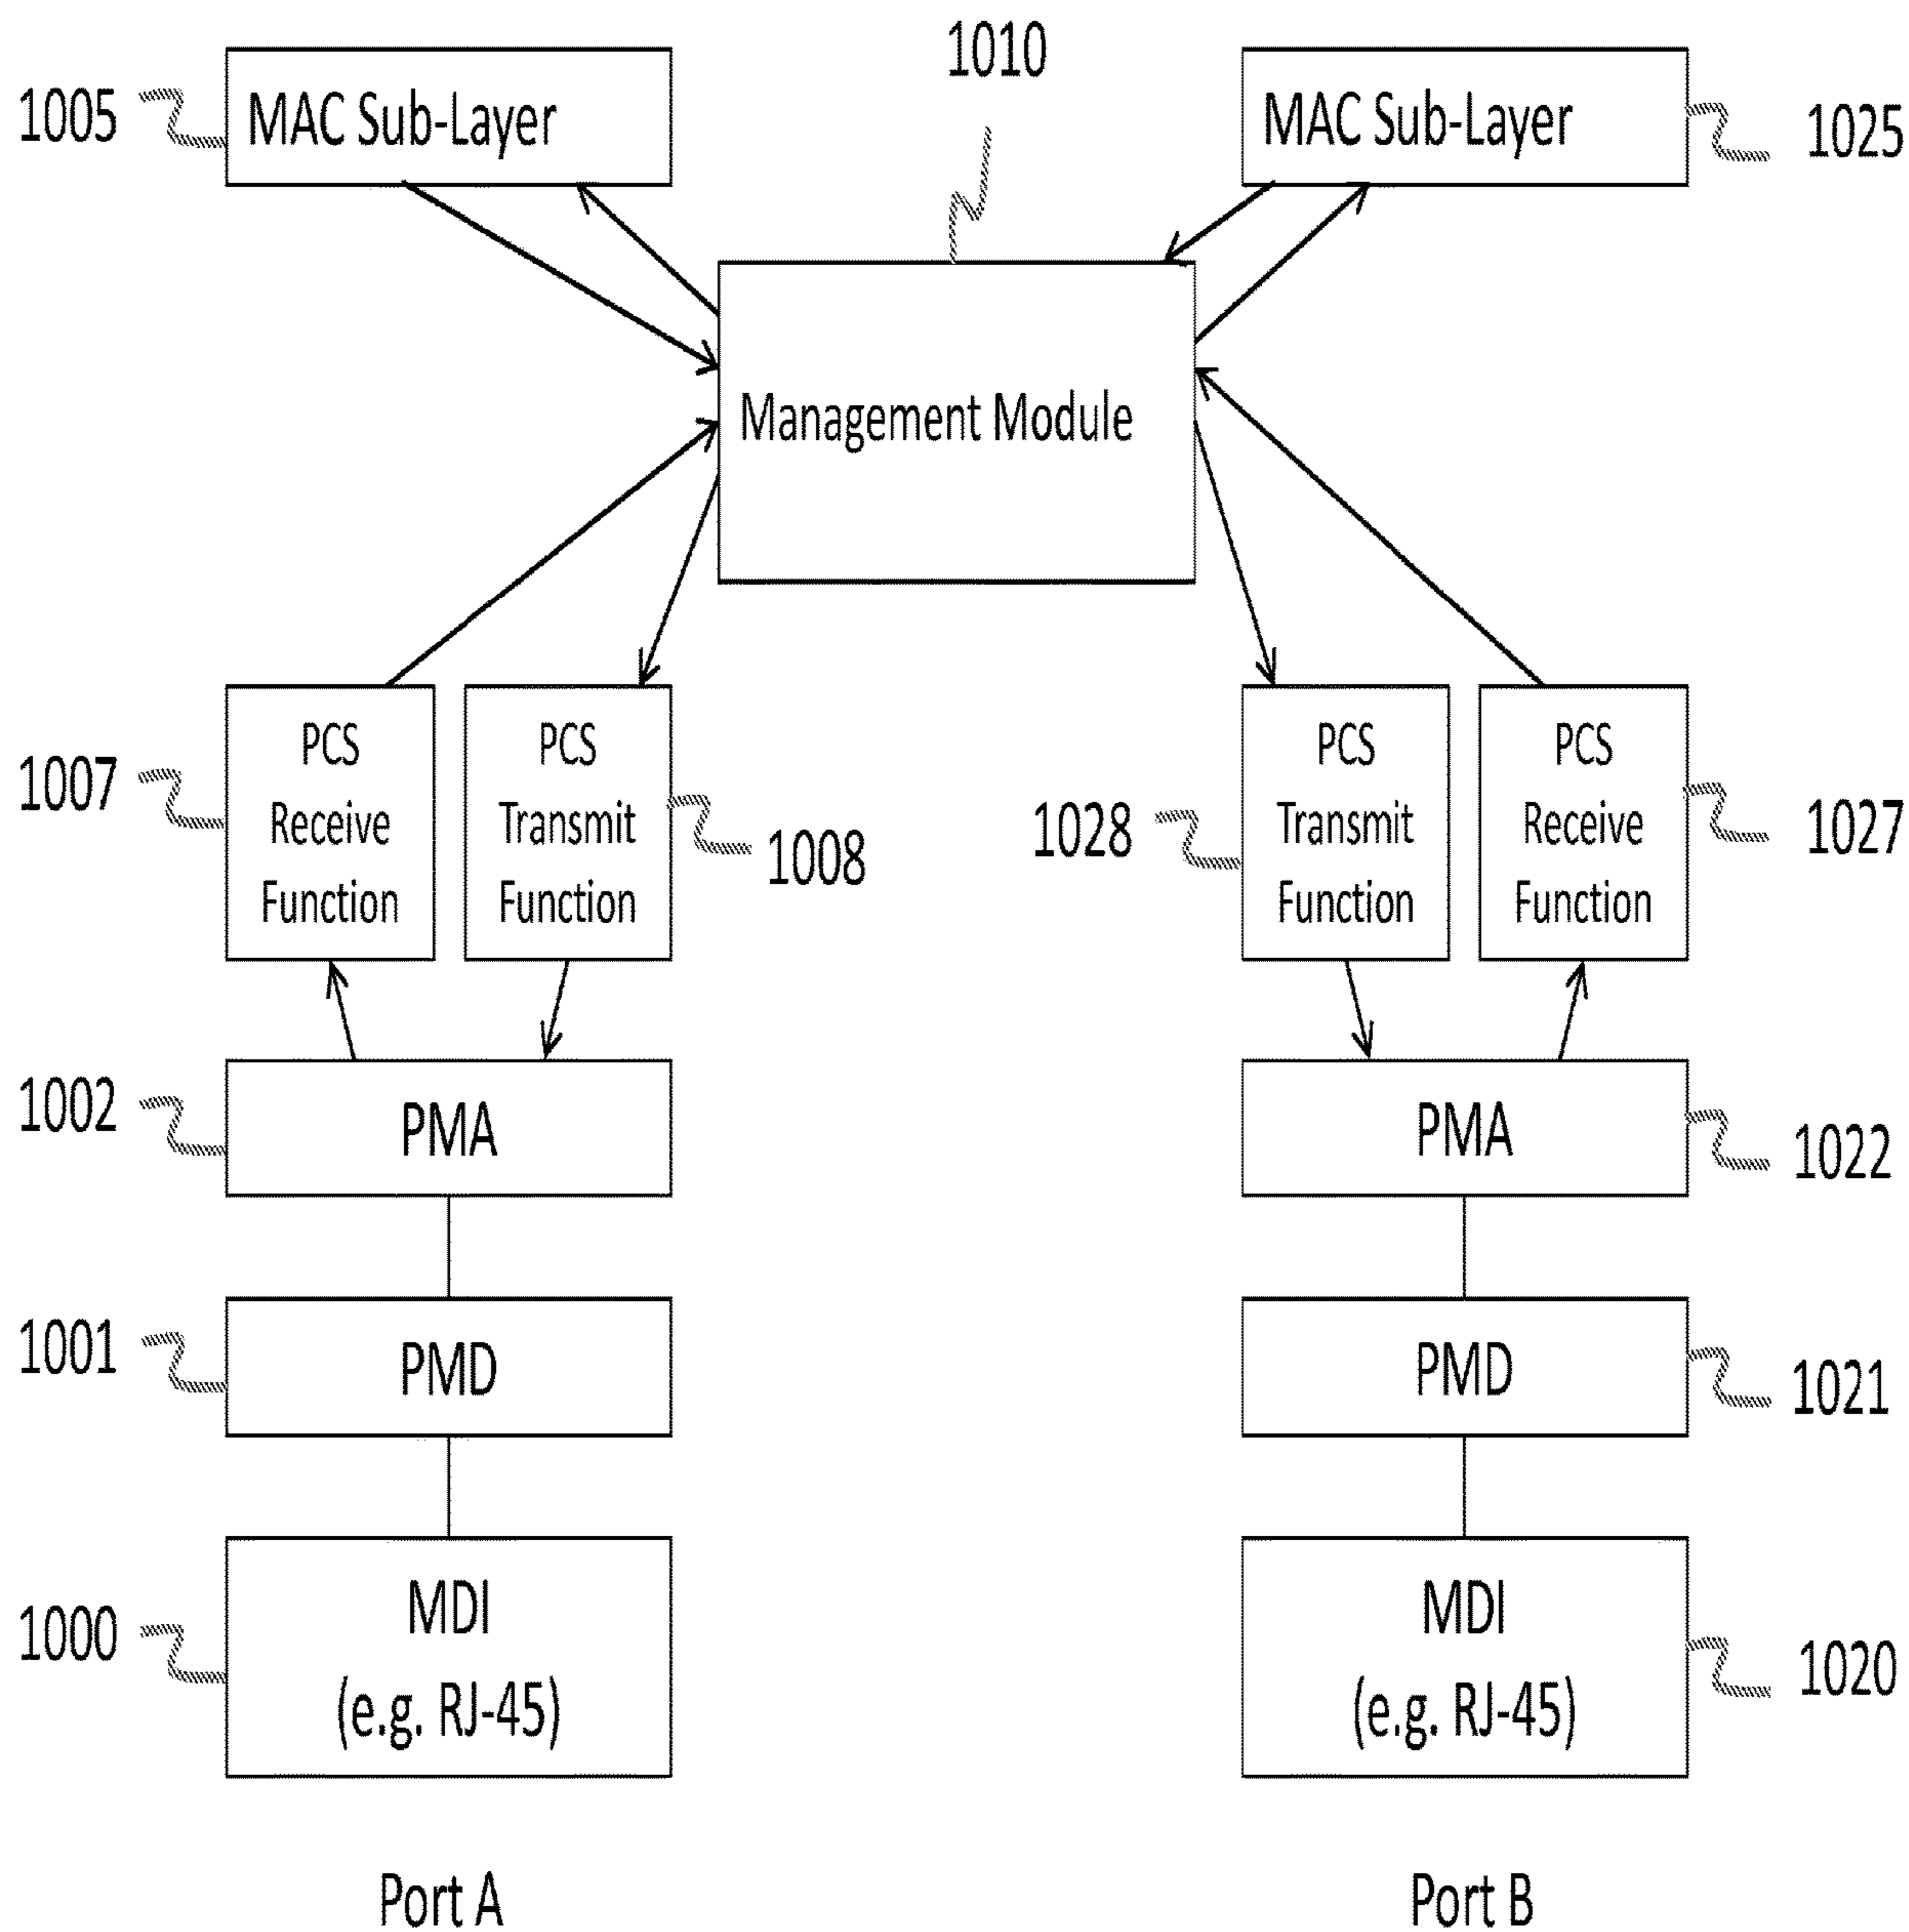 1010
1005
MAC Sub-Layer
MAC Sub-Layer
1025
Management Module
1007
PCS
Receive
Function
PCS
Transmit
Function
1008
1028
PCS
Transmit
Function
PCS
Receive
Function
1027
1002
PMA
PMA
1022
1001
PMD
PMD
1021
1000
MDI
(e.g. RJ-45)
MDI
(e.g. RJ-45)
1020
Port A
Port B